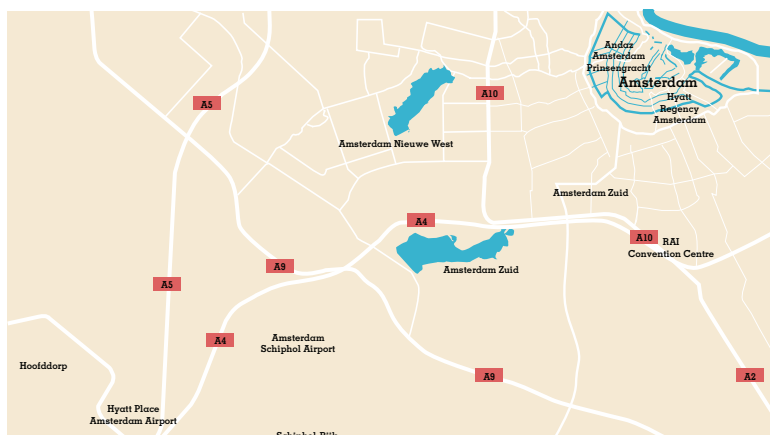 Andaz
Amsterdam
Prinsengracht
Amsterdam
Hyatt
Regency
Amsterdam
A10
A5
Amsterdam Nieuwe West
Amsterdam Zuid
A4
A10
RAI
Convention Centre
A9
Amsterdam Zuid
A5
A4
Amsterdam
Schiphol Airport
Hoofddorp
A9
A2
Hyatt Place
Amsterdam Airport